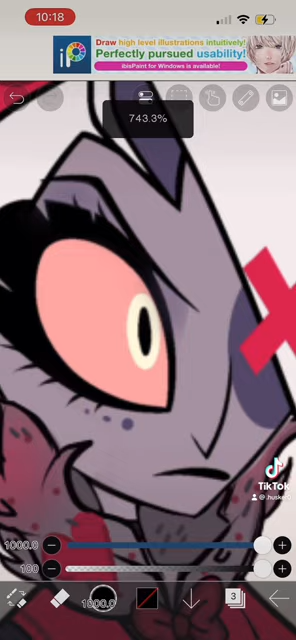 10:18
Draw high level illustrations intuitively!
Perfectly pursued usability!
ibisPaint for Windows is available!
743.3%
TikTok
1000.0
100
1000.0
3